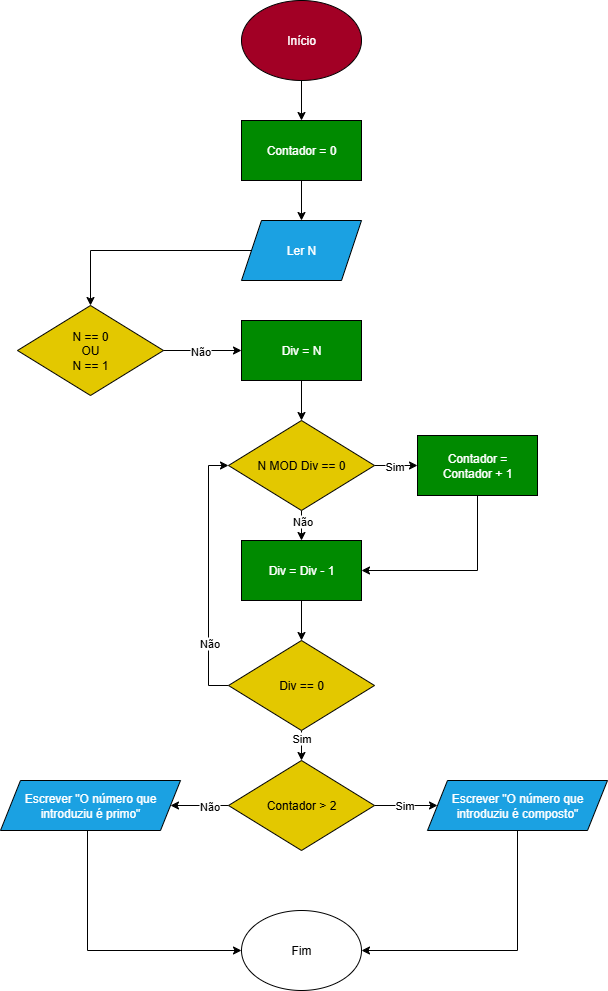 Início
Contador = 0
Ler N
N == 0
OU
N == 1
Não
Div = N
N MOD Div == 0
Sim
Contador =
Contador + 1
Não
Div = Div - 1
Não
Div == 0
Sim
Escrever "O número que
introduziu é primo"
Não
Contador > 2
Sim
Escrever "O número que
introduziu é composto"
Fim